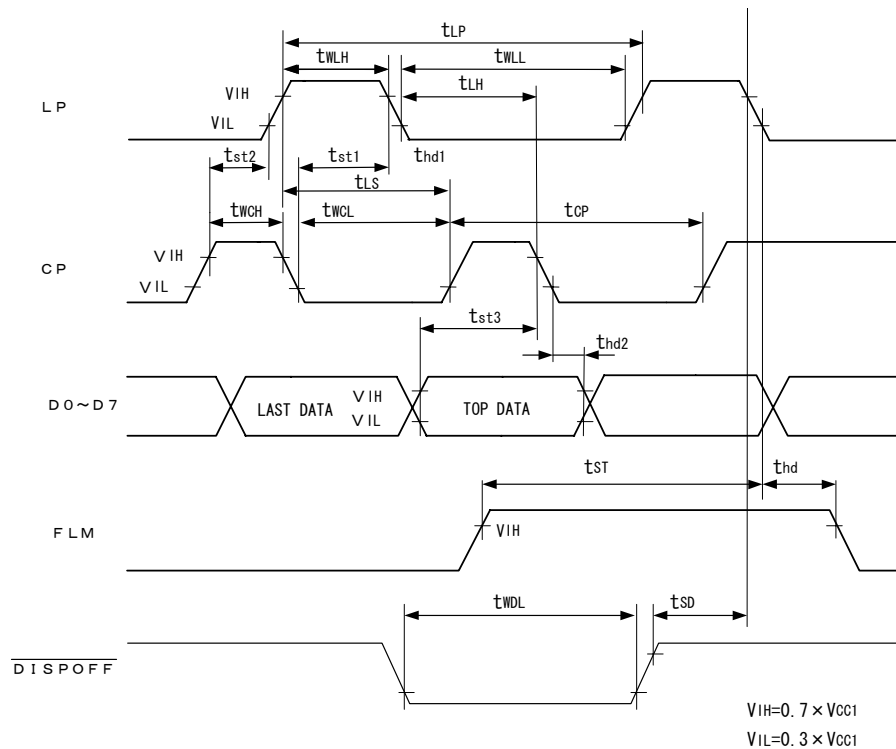 tLP
tWLH tWLL
tLH
LP VIH
VIL
tst2 tst1 thd1
tLS
tWCH tWCL tCP
CP VIH
VIL
tst3
thd2
D0~D7 LAST DATA VIH TOP DATA
VIL
tST thd
FLM
VIH
tWDL tSD
DISPOFF
VIH=0.7×VCC1
VIL=0.3×VCC1